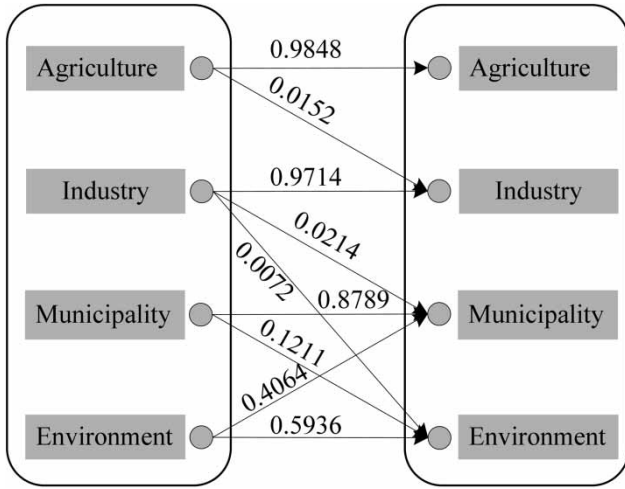 Agriculture 0.9848 Agriculture
0.0152
Industry 0.9714 Industry
0.0214
0.0072
Municipality 0.8789 Municipality
0.1211
0.4064
Environment 0.5936 Environment